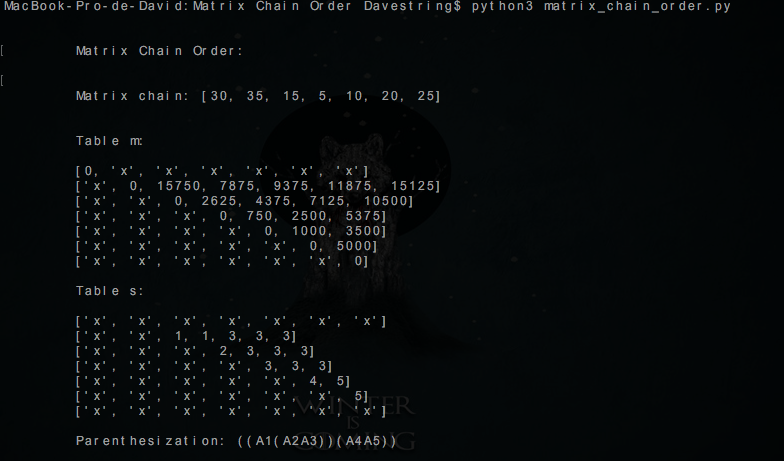 MacBook-Pro-de-David:Matrix Chain Order Davestring$ python3 matrix_chain_order.py
[
Matrix Chain Order:
[
Matrix chain: [30, 35, 15, 5, 10, 20, 25]
Table m:
[0, 'x', 'x', 'x', 'x', 'x', 'x']
['x', 0, 15750, 7875, 9375, 11875, 15125]
['x', 'x', 0, 2625, 4375, 7125, 10500]
['x', 'x', 'x', 0, 750, 2500, 5375]
['x', 'x', 'x', 'x', 0, 1000, 3500]
['x', 'x', 'x', 'x', 'x', 0, 5000]
['x', 'x', 'x', 'x', 'x', 'x', 0]
Table s:
['x', 'x', 'x', 'x', 'x', 'x', 'x']
['x', 'x', 1, 1, 3, 3, 3]
['x', 'x', 'x', 2, 3, 3, 3]
['x', 'x', 'x', 'x', 3, 3, 3]
['x', 'x', 'x', 'x', 'x', 4, 5]
['x', 'x', 'x', 'x', 'x', 'x', 5]
['x', 'x', 'x', 'x', 'x', 'x', 'x']
WINTER
IS
COMING
Parenthesization: ((A1(A2A3))(A4A5))